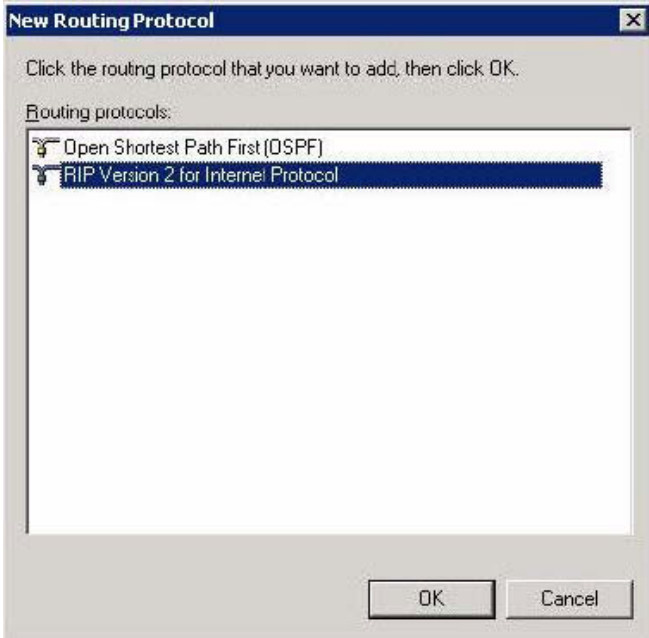 New Routing Protocol
Click the routing protocol that you want to add, then click OK.
Routing protocols:
Open Shortest Path First (OSPF)
RIP Version 2 for Internet Protocol
OK
Cancel